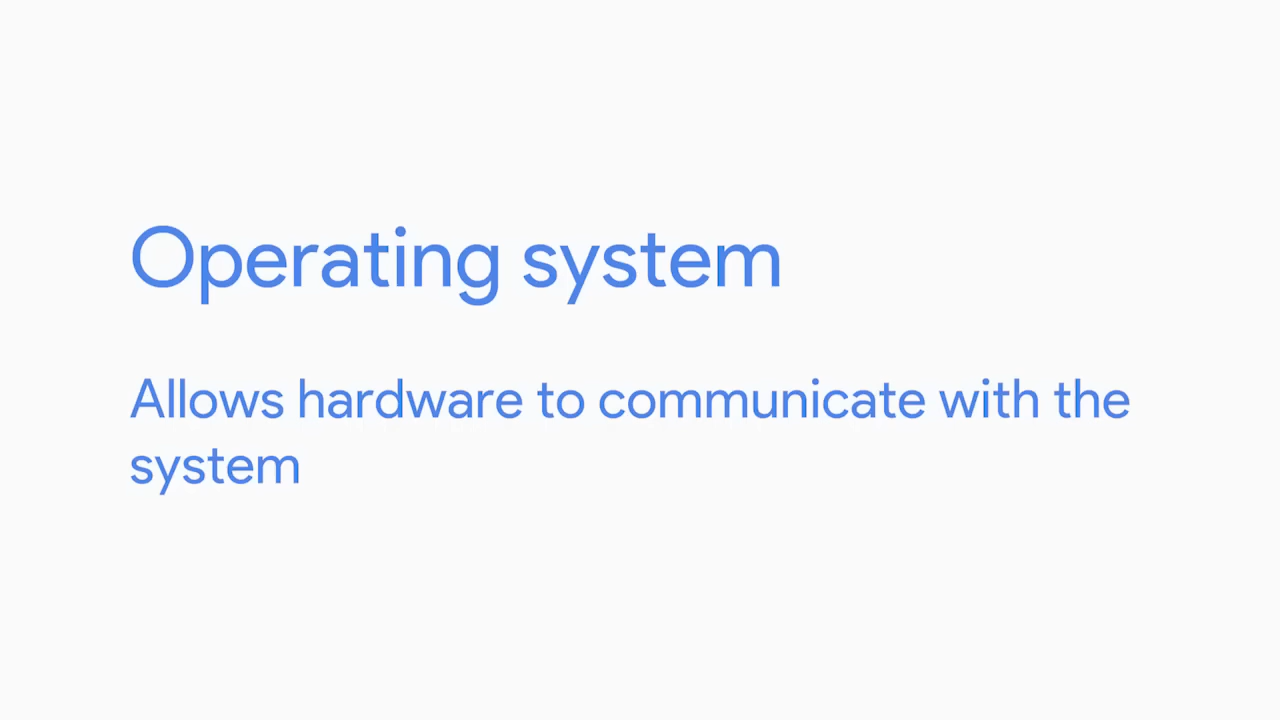 Operating system
Allows hardware to communicate with the
system